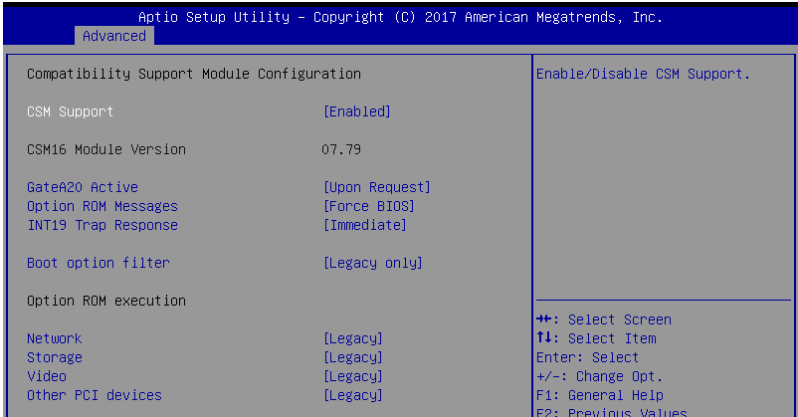 Aptio Setup Utility – Copyright (C) 2017 American Megatrends, Inc.
Advanced
Compatibility Support Module Configuration
CSM Support [Enabled]
CSM16 Module Version 07.79
GateA20 Active [Upon Request]
Option ROM Messages [Force BIOS]
INT19 Trap Response [Immediate]
Boot option filter [Legacy only]
Option ROM execution
Network [Legacy]
Storage [Legacy]
Video [Legacy]
Other PCI devices [Legacy]
Enable/Disable CSM Support.
→←: Select Screen
↑↓: Select Item
Enter: Select
+/-: Change Opt.
F1: General Help
F2: Previous Values